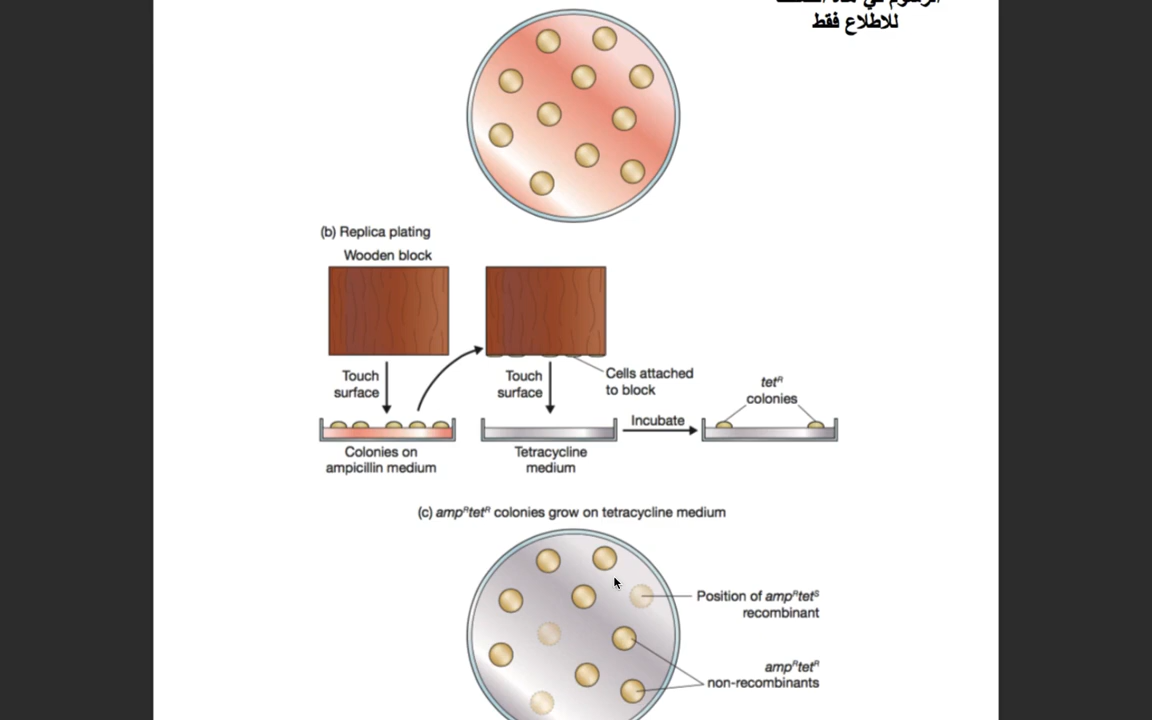 للاطلاع فقط
(b) Replica plating
Wooden block
Touch
surface
Touch
surface
Cells attached
to block
tetᴿ
colonies
Incubate
Colonies on
ampicillin medium
Tetracycline
medium
(c) ampᴿtetᴿ colonies grow on tetracycline medium
Position of ampᴿtetˢ
recombinant
ampᴿtetᴿ
non-recombinants